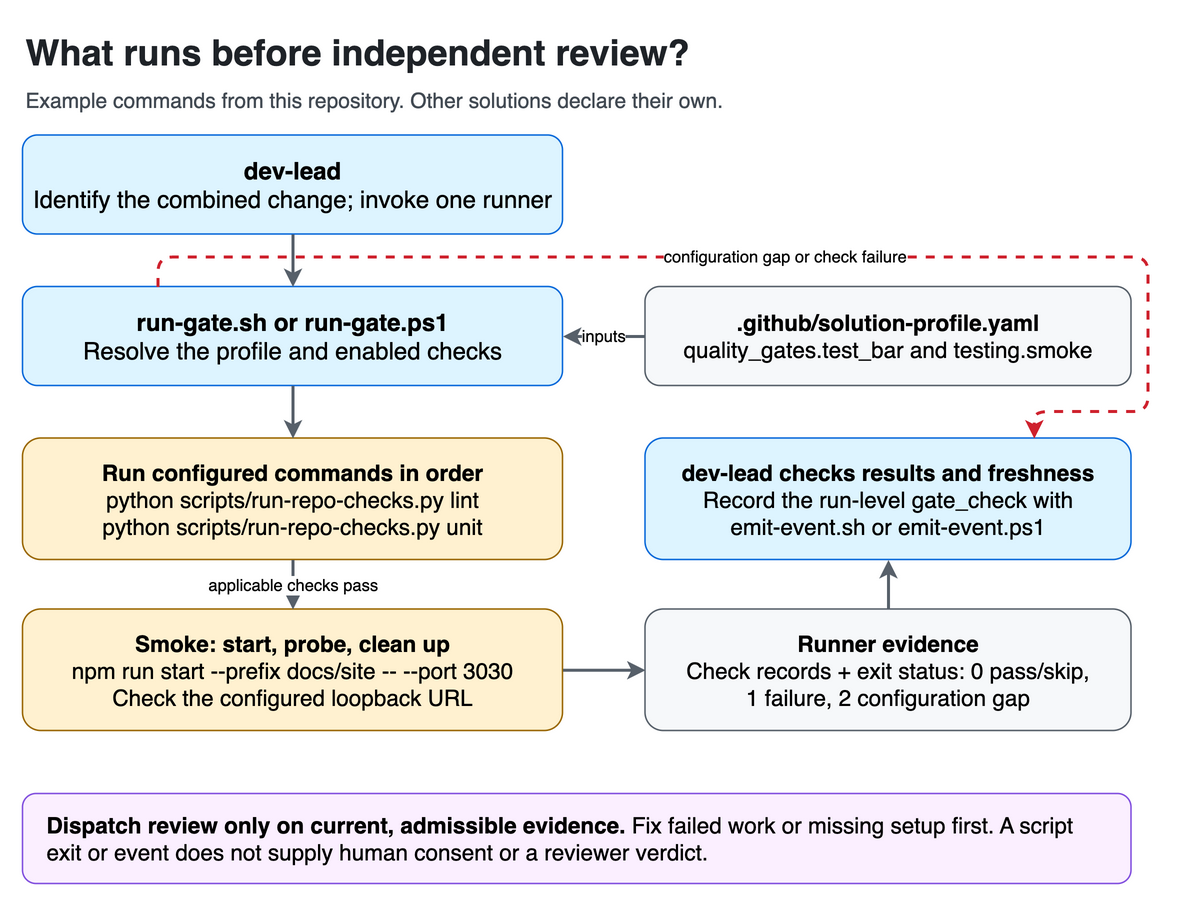 What runs before independent review?
Example commands from this repository. Other solutions declare their own.
dev-lead
Identify the combined change; invoke one runner
configuration gap or check failure
run-gate.sh or run-gate.ps1
Resolve the profile and enabled checks
inputs
.github/solution-profile.yaml
quality_gates.test_bar and testing.smoke
Run configured commands in order
python scripts/run-repo-checks.py lint
python scripts/run-repo-checks.py unit
dev-lead checks results and freshness
Record the run-level gate_check with
emit-event.sh or emit-event.ps1
applicable checks pass
Smoke: start, probe, clean up
npm run start --prefix docs/site -- --port 3030
Check the configured loopback URL
Runner evidence
Check records + exit status: 0 pass/skip,
1 failure, 2 configuration gap
Dispatch review only on current, admissible evidence. Fix failed work or missing setup first. A script
exit or event does not supply human consent or a reviewer verdict.